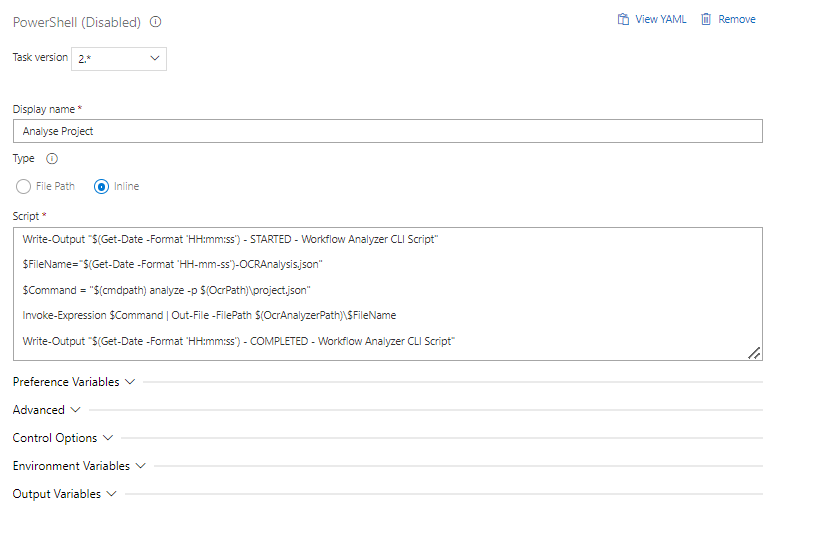 PowerShell (Disabled)
View YAML
Remove
Task version
2.*
Display name *
Analyse Project
Type
File Path
Inline
Script *
Write-Output "$(Get-Date -Format 'HH:mm:ss') - STARTED - Workflow Analyzer CLI Script"
$FileName="$(Get-Date -Format 'HH-mm-ss')-OCRAnalysis.json"
$Command = "$(cmdpath) analyze -p $(OcrPath)\project.json"
Invoke-Expression $Command | Out-File -FilePath $(OcrAnalyzerPath)\$FileName
Write-Output "$(Get-Date -Format 'HH:mm:ss') - COMPLETED - Workflow Analyzer CLI Script"
Preference Variables
Advanced
Control Options
Environment Variables
Output Variables